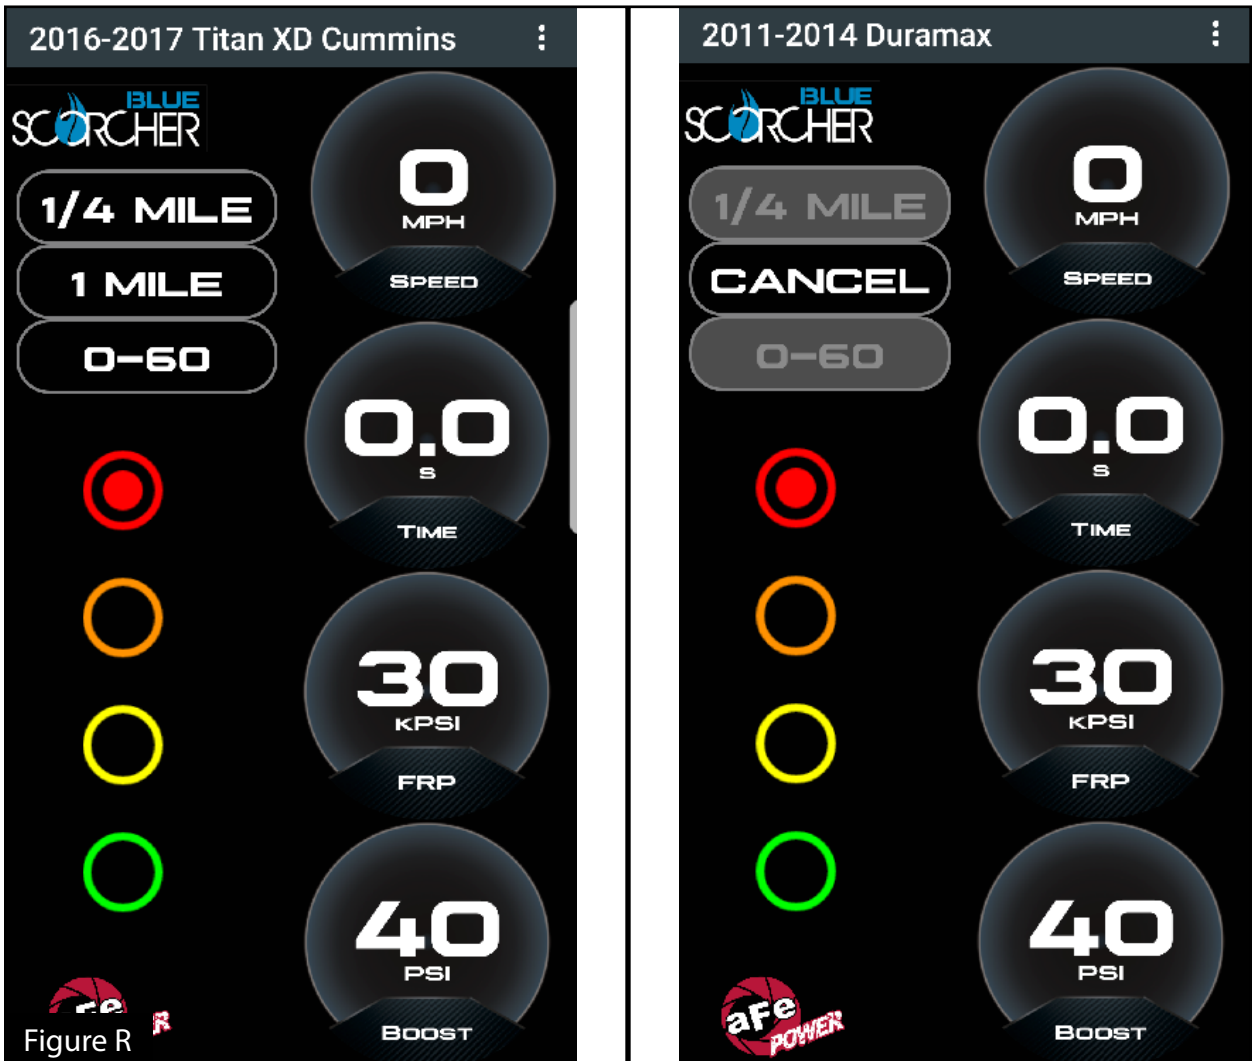 2016-2017 Titan XD Cummins
BLUE
SCORCHER
1/4 MILE
1 MILE
0-60
0
MPH
SPEED
0.0
S
TIME
30
KPSI
FRP
40
PSI
BOOST
aFe
R
Figure R
2011-2014 Duramax
BLUE
SCORCHER
1/4 MILE
CANCEL
0-60
0
MPH
SPEED
0.0
S
TIME
30
KPSI
FRP
40
PSI
BOOST
aFe
POWER